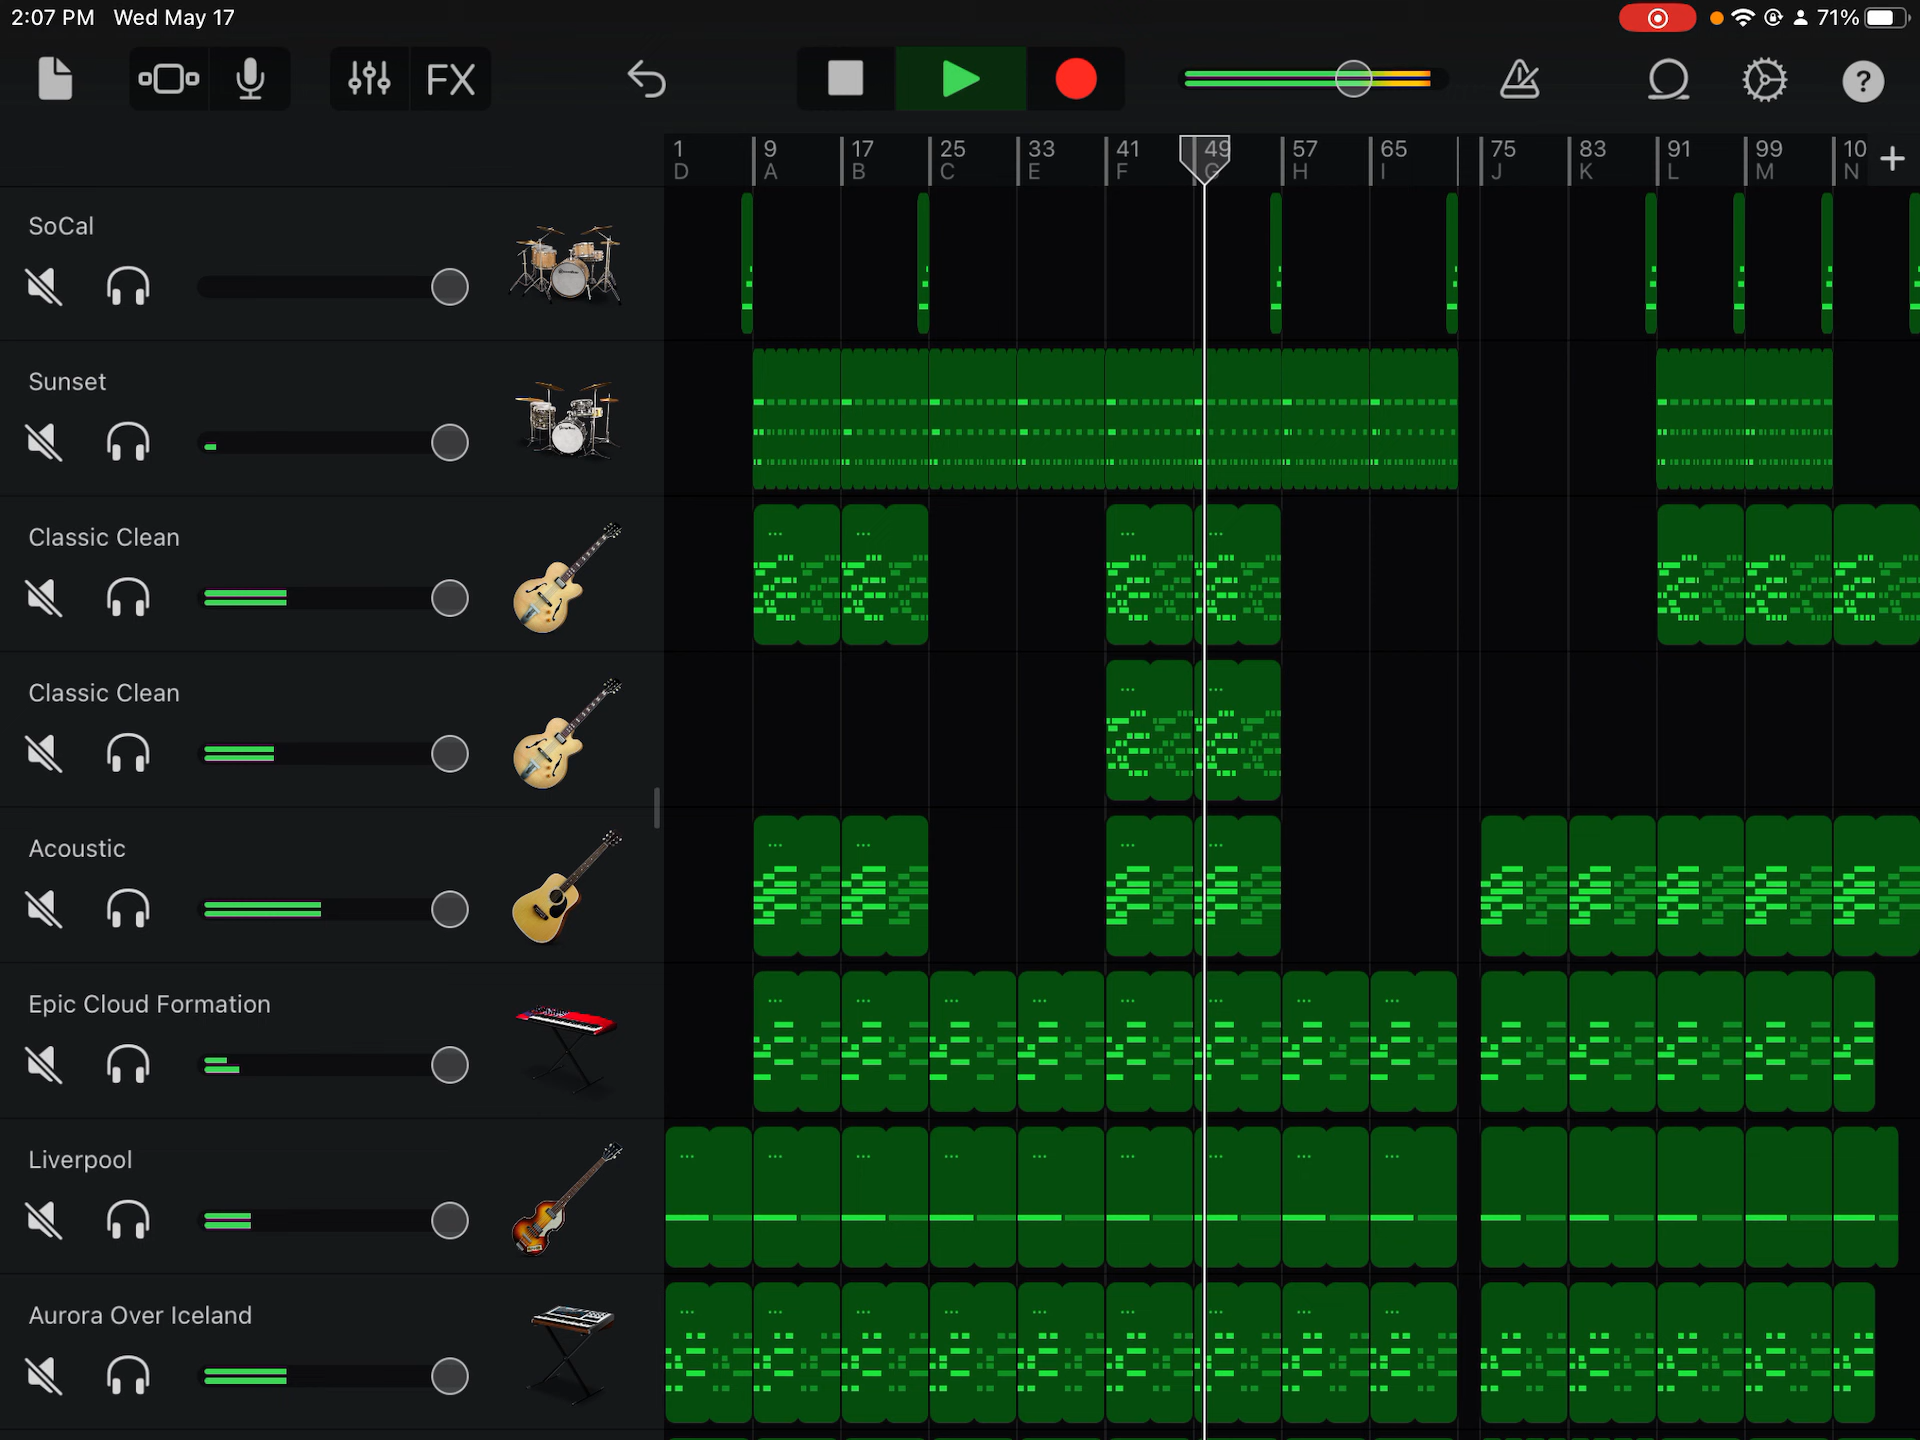 2:07 PM Wed May 17
71%
FX
?
1 9 17 25 33 41 49 57 65 75 83 91 99 10
D A B C E F G H I J K L M N
SoCal
Sunset
Classic Clean
Classic Clean
Acoustic
Epic Cloud Formation
Liverpool
Aurora Over Iceland